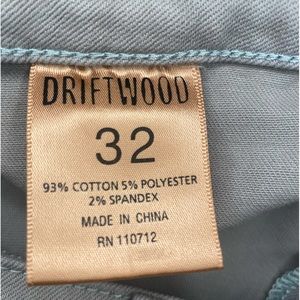 DRIFTWOOD
32
93% COTTON 5% POLYESTER
2% SPANDEX
MADE IN CHINA
RN 110712